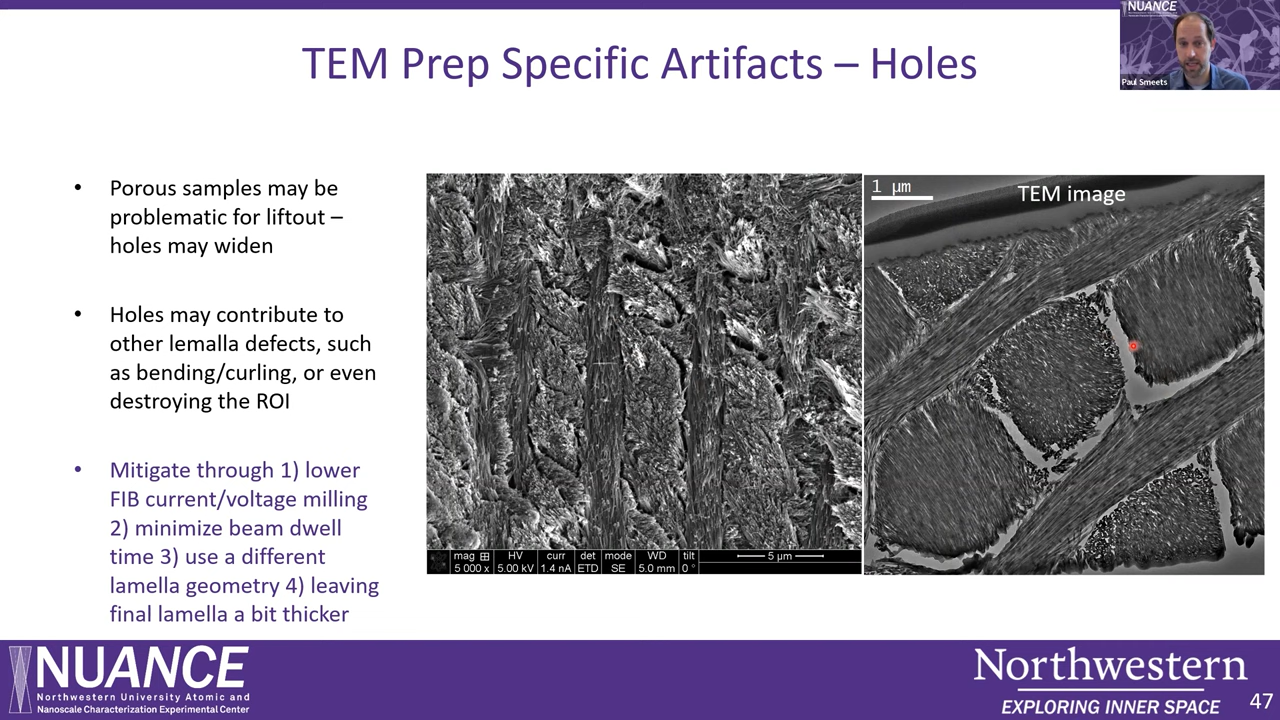 NUANCE
Paul Smeets
TEM Prep Specific Artifacts – Holes
• Porous samples may be
problematic for liftout –
holes may widen
• Holes may contribute to
other lemalla defects, such
as bending/curling, or even
destroying the ROI
• Mitigate through 1) lower
FIB current/voltage milling
2) minimize beam dwell
time 3) use a different
lamella geometry 4) leaving
final lamella a bit thicker
mag HV curr det mode WD tilt
5 000 x 5.00 kV 1.4 nA ETD SE 5.0 mm 0 °
5 µm
1 µm
TEM image
NUANCE
Northwestern University Atomic and
Nanoscale Characterization Experimental Center
Northwestern
EXPLORING INNER SPACE
47